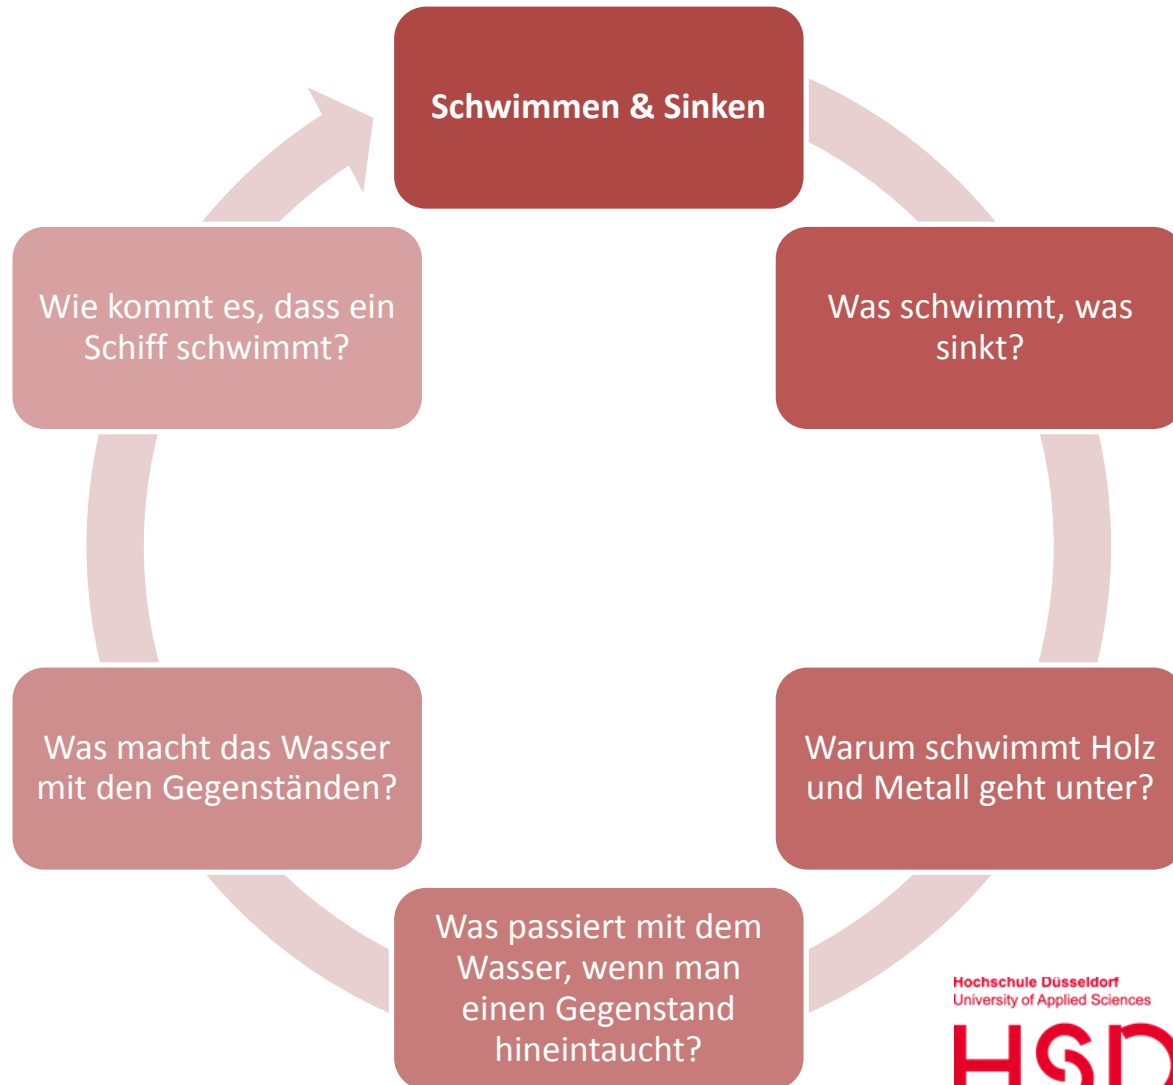 Schwimmen & Sinken
Was schwimmt, was
sinkt?
Warum schwimmt Holz
und Metall geht unter?
Was passiert mit dem
Wasser, wenn man
einen Gegenstand
hineintaucht?
Was macht das Wasser
mit den Gegenständen?
Wie kommt es, dass ein
Schiff schwimmt?
Hochschule Düsseldorf
University of Applied Sciences
HSD